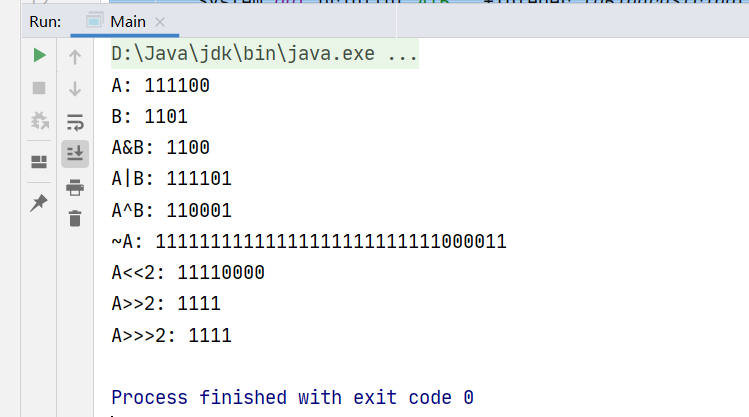 Run: Main
D:\Java\jdk\bin\java.exe ...
A: 111100
B: 1101
A&B: 1100
A|B: 111101
A^B: 110001
~A: 11111111111111111111111111000011
A<<2: 11110000
A>>2: 1111
A>>>2: 1111
Process finished with exit code 0